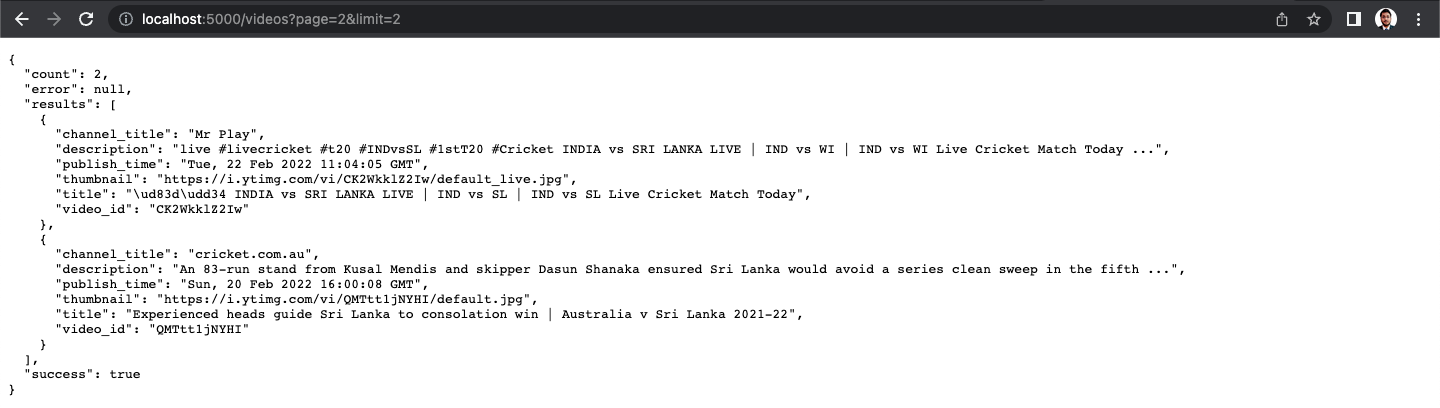 localhost:5000/videos?page=2&limit=2
{
  "count": 2,
  "error": null,
  "results": [
    {
      "channel_title": "Mr Play",
      "description": "live #livecricket #t20 #INDvsSL #1stT20 #Cricket INDIA vs SRI LANKA LIVE | IND vs WI | IND vs WI Live Cricket Match Today ...",
      "publish_time": "Tue, 22 Feb 2022 11:04:05 GMT",
      "thumbnail": "https://i.ytimg.com/vi/CK2WkklZ2Iw/default_live.jpg",
      "title": "\ud83d\udd34 INDIA vs SRI LANKA LIVE | IND vs SL | IND vs SL Live Cricket Match Today",
      "video_id": "CK2WkklZ2Iw"
    },
    {
      "channel_title": "cricket.com.au",
      "description": "An 83-run stand from Kusal Mendis and skipper Dasun Shanaka ensured Sri Lanka would avoid a series clean sweep in the fifth ...",
      "publish_time": "Sun, 20 Feb 2022 16:00:08 GMT",
      "thumbnail": "https://i.ytimg.com/vi/QMTtt1jNYHI/default.jpg",
      "title": "Experienced heads guide Sri Lanka to consolation win | Australia v Sri Lanka 2021-22",
      "video_id": "QMTtt1jNYHI"
    }
  ],
  "success": true
}